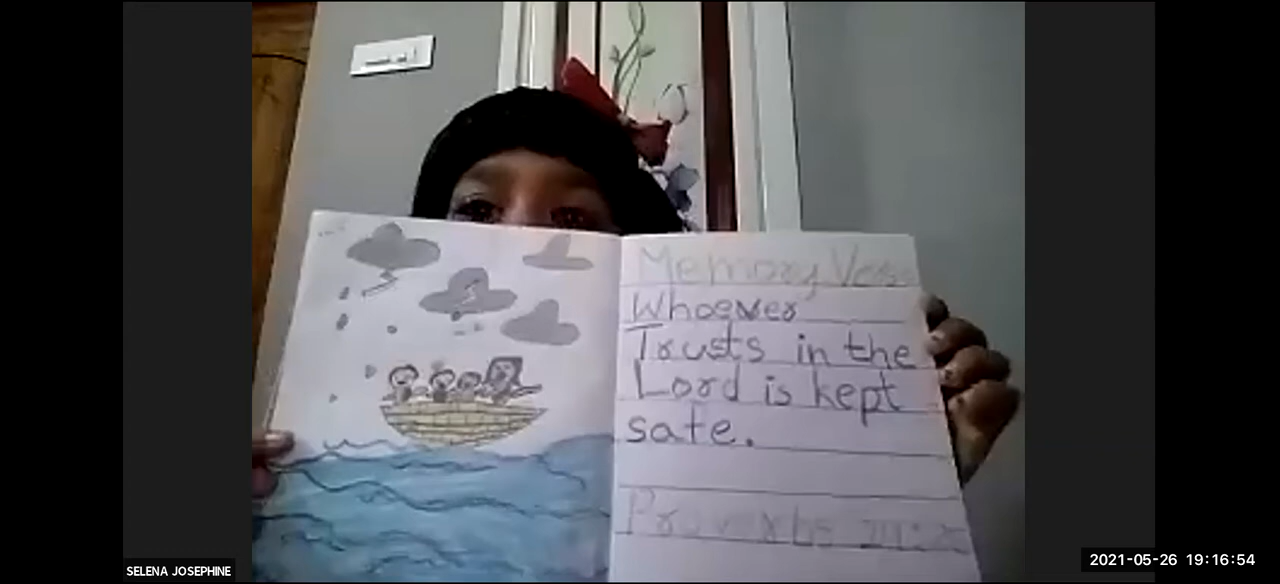 Memory Verse
Whoever
Trusts in the
Lord is kept
safe.
Proverbs
SELENA JOSEPHINE
2021-05-26 19:16:54